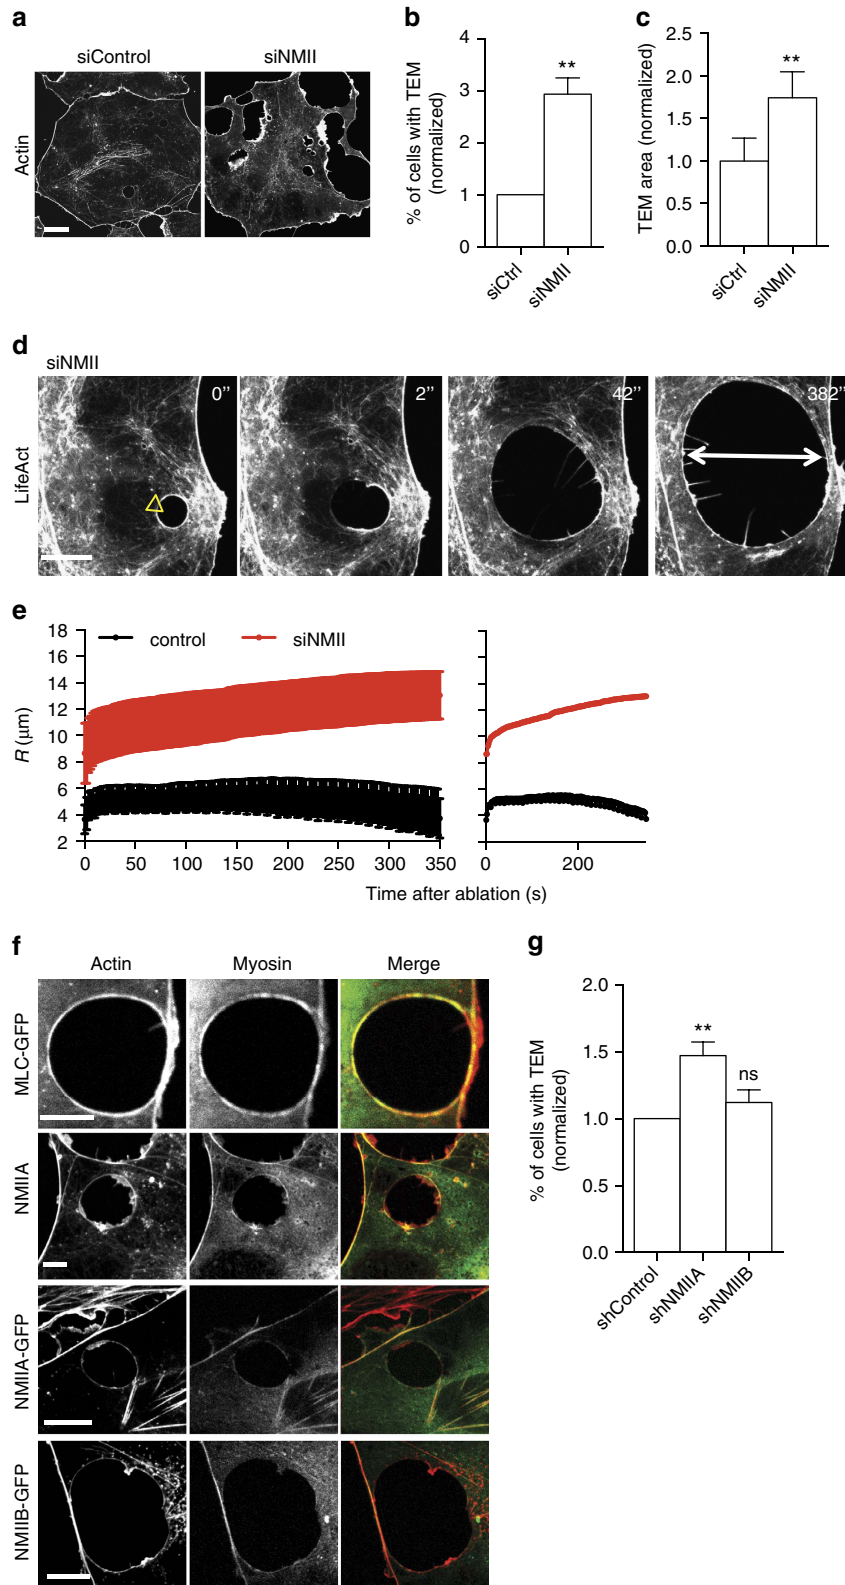 a
siControl
siNMII
Actin
b
% of cells with TEM
(normalized)
4
3
2
1
0
**
siCtrl
siNMII
c
TEM area (normalized)
2.5
2.0
1.5
1.0
0.5
0.0
**
siCtrl
siNMII
d
siNMII
LifeAct
0’’
2’’
42’’
382’’
e
R (μm)
18
16
14
12
10
8
6
4
2
control
siNMII
0 50 100 150 200 250 300 350
0 200
Time after ablation (s)
f
Actin
Myosin
Merge
MLC-GFP
NMIIA
NMIIA-GFP
NMIIB-GFP
g
% of cells with TEM
(normalized)
2.0
1.5
1.0
0.5
0.0
**
ns
shControl
shNMIIA
shNMIIB